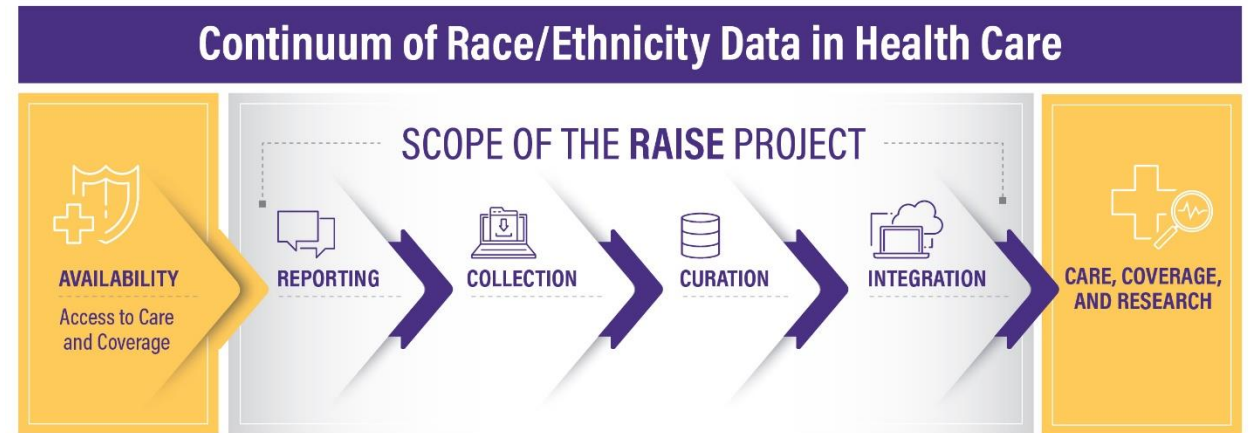 Continuum of Race/Ethnicity Data in Health Care
SCOPE OF THE RAISE PROJECT
AVAILABILITY
Access to Care
and Coverage
REPORTING
COLLECTION
CURATION
INTEGRATION
CARE, COVERAGE,
AND RESEARCH